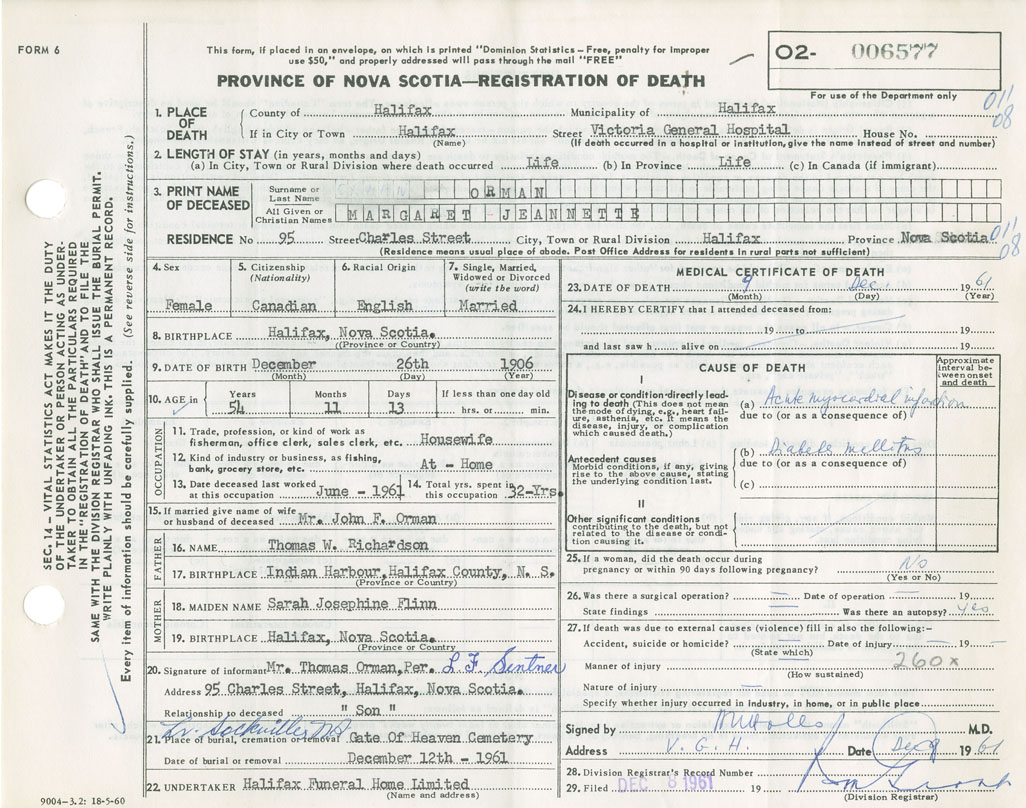 FORM 6
This form, if placed in an envelope, on which is printed "Dominion Statistics – Free, penalty for improper
use $50," and properly addressed will pass through the mail "FREE"
PROVINCE OF NOVA SCOTIA—REGISTRATION OF DEATH
02- 006577
For use of the Department only
011
08
1. PLACE OF DEATH
County of Halifax Municipality of Halifax
If in City or Town Halifax Street Victoria General Hospital House No.
(Name) (If death occurred in a hospital or institution, give the name instead of street and number)
2. LENGTH OF STAY (in years, months and days)
(a) In City, Town or Rural Division where death occurred Life (b) In Province Life (c) In Canada (if immigrant)
3. PRINT NAME OF DECEASED
Surname or Last Name ORMAN
All Given or Christian Names MARGARET - JEANNETTE
RESIDENCE No 95 Street Charles Street City, Town or Rural Division Halifax Province Nova Scotia
011
08
(Residence means usual place of abode. Post Office Address for residents in rural parts not sufficient)
4. Sex
Female
5. Citizenship
(Nationality)
Canadian
6. Racial Origin
English
7. Single, Married,
Widowed or Divorced
(write the word)
Married
8. BIRTHPLACE Halifax, Nova Scotia.
(Province or Country)
9. DATE OF BIRTH December 26th 1906
(Month) (Day) (Year)
10. AGE in
Years Months Days If less than one day old
54 11 13 hrs. or min.
OCCUPATION
11. Trade, profession, or kind of work as
fisherman, office clerk, sales clerk, etc. Housewife
12. Kind of industry or business, as fishing,
bank, grocery store, etc. At - Home
13. Date deceased last worked
at this occupation June - 1961
14. Total yrs. spent in
this occupation 32-Yrs.
15. If married give name of wife
or husband of deceased Mr. John F. Orman
FATHER
16. NAME Thomas W. Richardson
17. BIRTHPLACE Indian Harbour, Halifax County, N. S.
(Province or Country)
MOTHER
18. MAIDEN NAME Sarah Josephine Flinn
19. BIRTHPLACE Halifax, Nova Scotia.
(Province or Country)
20. Signature of informant Mr. Thomas Orman, Per. L F Sentner
Address 95 Charles Street, Halifax, Nova Scotia.
Relationship to deceased " Son "
21. Place of burial, cremation or removal Gate Of Heaven Cemetery
Date of burial or removal December 12th - 1961
22. UNDERTAKER Halifax Funeral Home Limited
(Name and address)
MEDICAL CERTIFICATE OF DEATH
23. DATE OF DEATH 9 Dec. 1961
(Month) (Day) (Year)
24. I HEREBY CERTIFY that I attended deceased from:
19 to 19
and last saw h alive on 19
CAUSE OF DEATH
Approximate interval between onset and death
I
Disease or condition directly leading to death (This does not mean the mode of dying, e.g., heart failure, asthenia, etc. It means the disease, injury, or complication which caused death.)
(a) Acute myocardial infarction
due to (or as a consequence of)
Antecedent causes
Morbid conditions, if any, giving rise to the above cause, stating the underlying condition last.
(b) Diabetes mellitus
due to (or as a consequence of)
(c)
II
Other significant conditions
contributing to the death, but not related to the disease or condition causing it.
25. If a woman, did the death occur during
pregnancy or within 90 days following pregnancy? No
(Yes or No)
26. Was there a surgical operation? Date of operation 19
State findings Was there an autopsy? yes
27. If death was due to external causes (violence) fill in also the following:–
Accident, suicide or homicide? Date of injury 19
(State which)
Manner of injury 260x
(How sustained)
Nature of injury
Specify whether injury occurred in Industry, in home, or in public place
Signed by M.D.
Address V. G. H. Date Dec 9 1961
28. Division Registrar's Record Number
29. Filed DEC 8 1961 19
(Division Registrar)
SEC. 14 – VITAL STATISTICS ACT MAKES IT THE DUTY
OF THE UNDERTAKER OR PERSON ACTING AS UNDER-
TAKER TO OBTAIN ALL THE PARTICULARS REQUIRED
IN THE "REGISTRATION OF DEATH" AND TO FILE THE
SAME WITH THE DIVISION REGISTRAR WHO SHALL ISSUE THE BURIAL PERMIT.
WRITE PLAINLY WITH UNFADING INK. THIS IS A PERMANENT RECORD.
Every item of information should be carefully supplied. (See reverse side for instructions.)
9004-3.2: 18-5-60